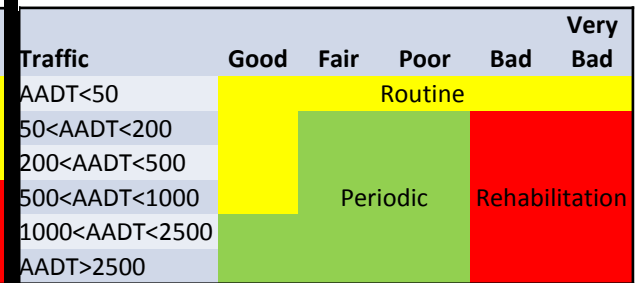 Very
Traffic Good Fair Poor Bad Bad
AADT<50 Routine
50<AADT<200
200<AADT<500
500<AADT<1000 Periodic Rehabilitation
1000<AADT<2500
AADT>2500